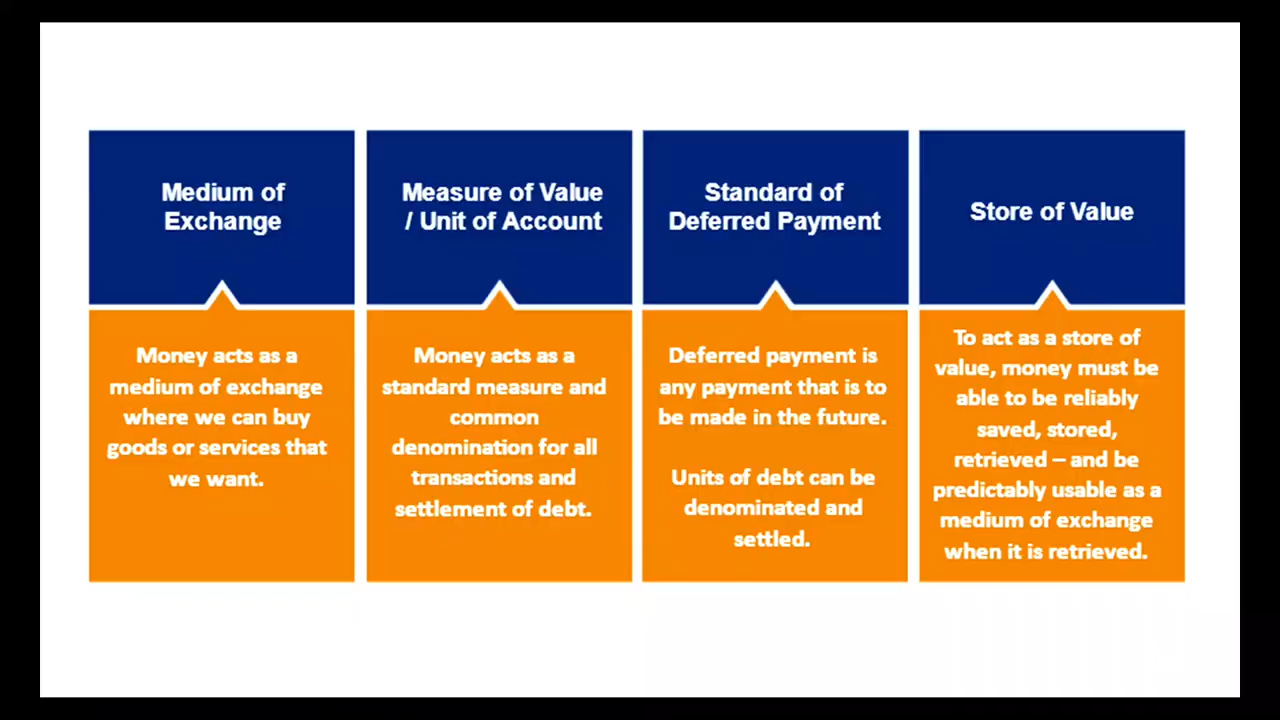 Medium of
Exchange
Money acts as a
medium of exchange
where we can buy
goods or services that
we want.
Measure of Value
/ Unit of Account
Money acts as a
standard measure and
common
denomination for all
transactions and
settlement of debt.
Standard of
Deferred Payment
Deferred payment is
any payment that is to
be made in the future.
Units of debt can be
denominated and
settled.
Store of Value
To act as a store of
value, money must be
able to be reliably
saved, stored,
retrieved – and be
predictably usable as a
medium of exchange
when it is retrieved.